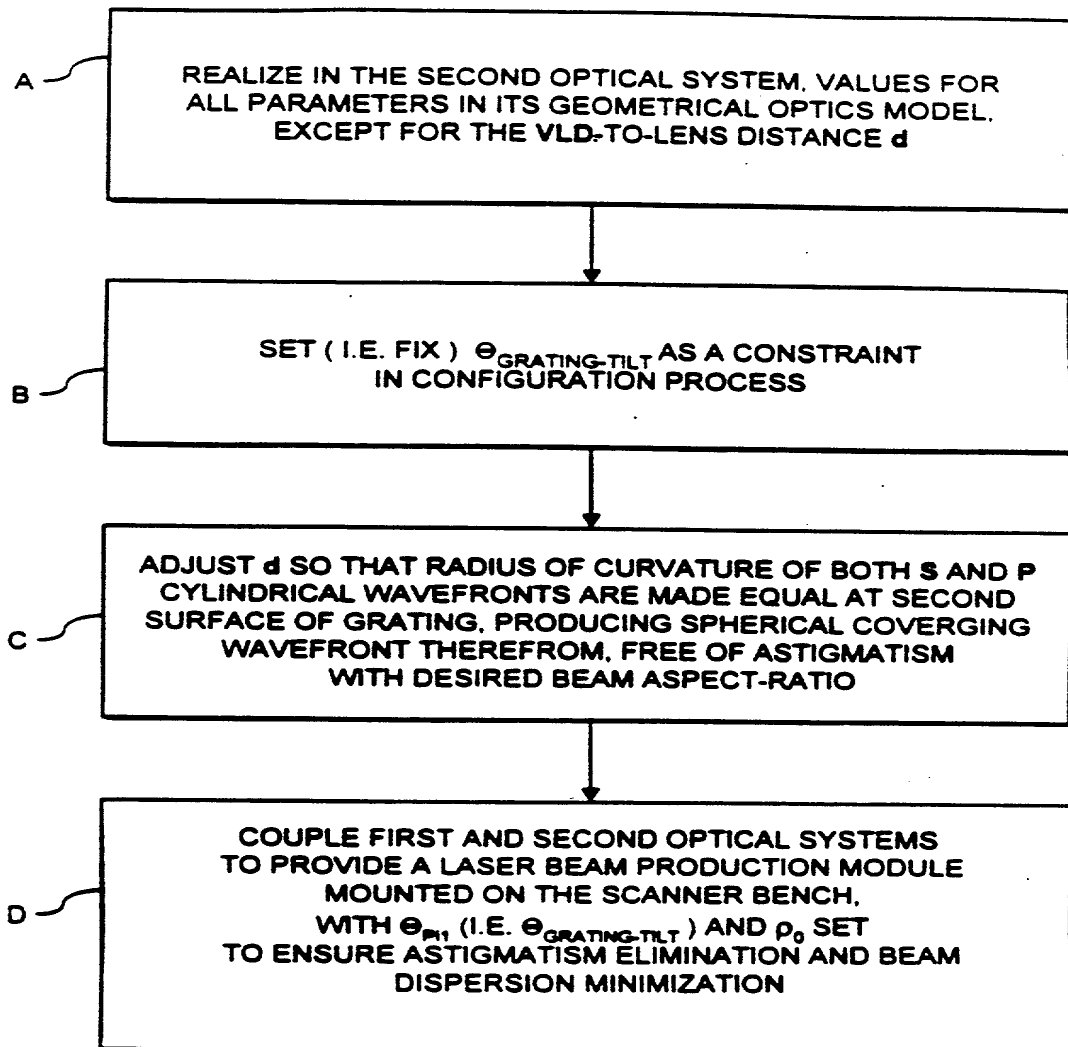 A
REALIZE IN THE SECOND OPTICAL SYSTEM, VALUES FOR
ALL PARAMETERS IN ITS GEOMETRICAL OPTICS MODEL,
EXCEPT FOR THE VLD-TO-LENS DISTANCE d
B
SET ( I.E. FIX ) Θ_GRATING-TILT AS A CONSTRAINT
IN CONFIGURATION PROCESS
C
ADJUST d SO THAT RADIUS OF CURVATURE OF BOTH S AND P
CYLINDRICAL WAVEFRONTS ARE MADE EQUAL AT SECOND
SURFACE OF GRATING, PRODUCING SPHERICAL COVERGING
WAVEFRONT THEREFROM, FREE OF ASTIGMATISM
WITH DESIRED BEAM ASPECT-RATIO
D
COUPLE FIRST AND SECOND OPTICAL SYSTEMS
TO PROVIDE A LASER BEAM PRODUCTION MODULE
MOUNTED ON THE SCANNER BENCH,
WITH Θ_Pi1 (I.E. Θ_GRATING-TILT ) AND ρ_0 SET
TO ENSURE ASTIGMATISM ELIMINATION AND BEAM
DISPERSION MINIMIZATION